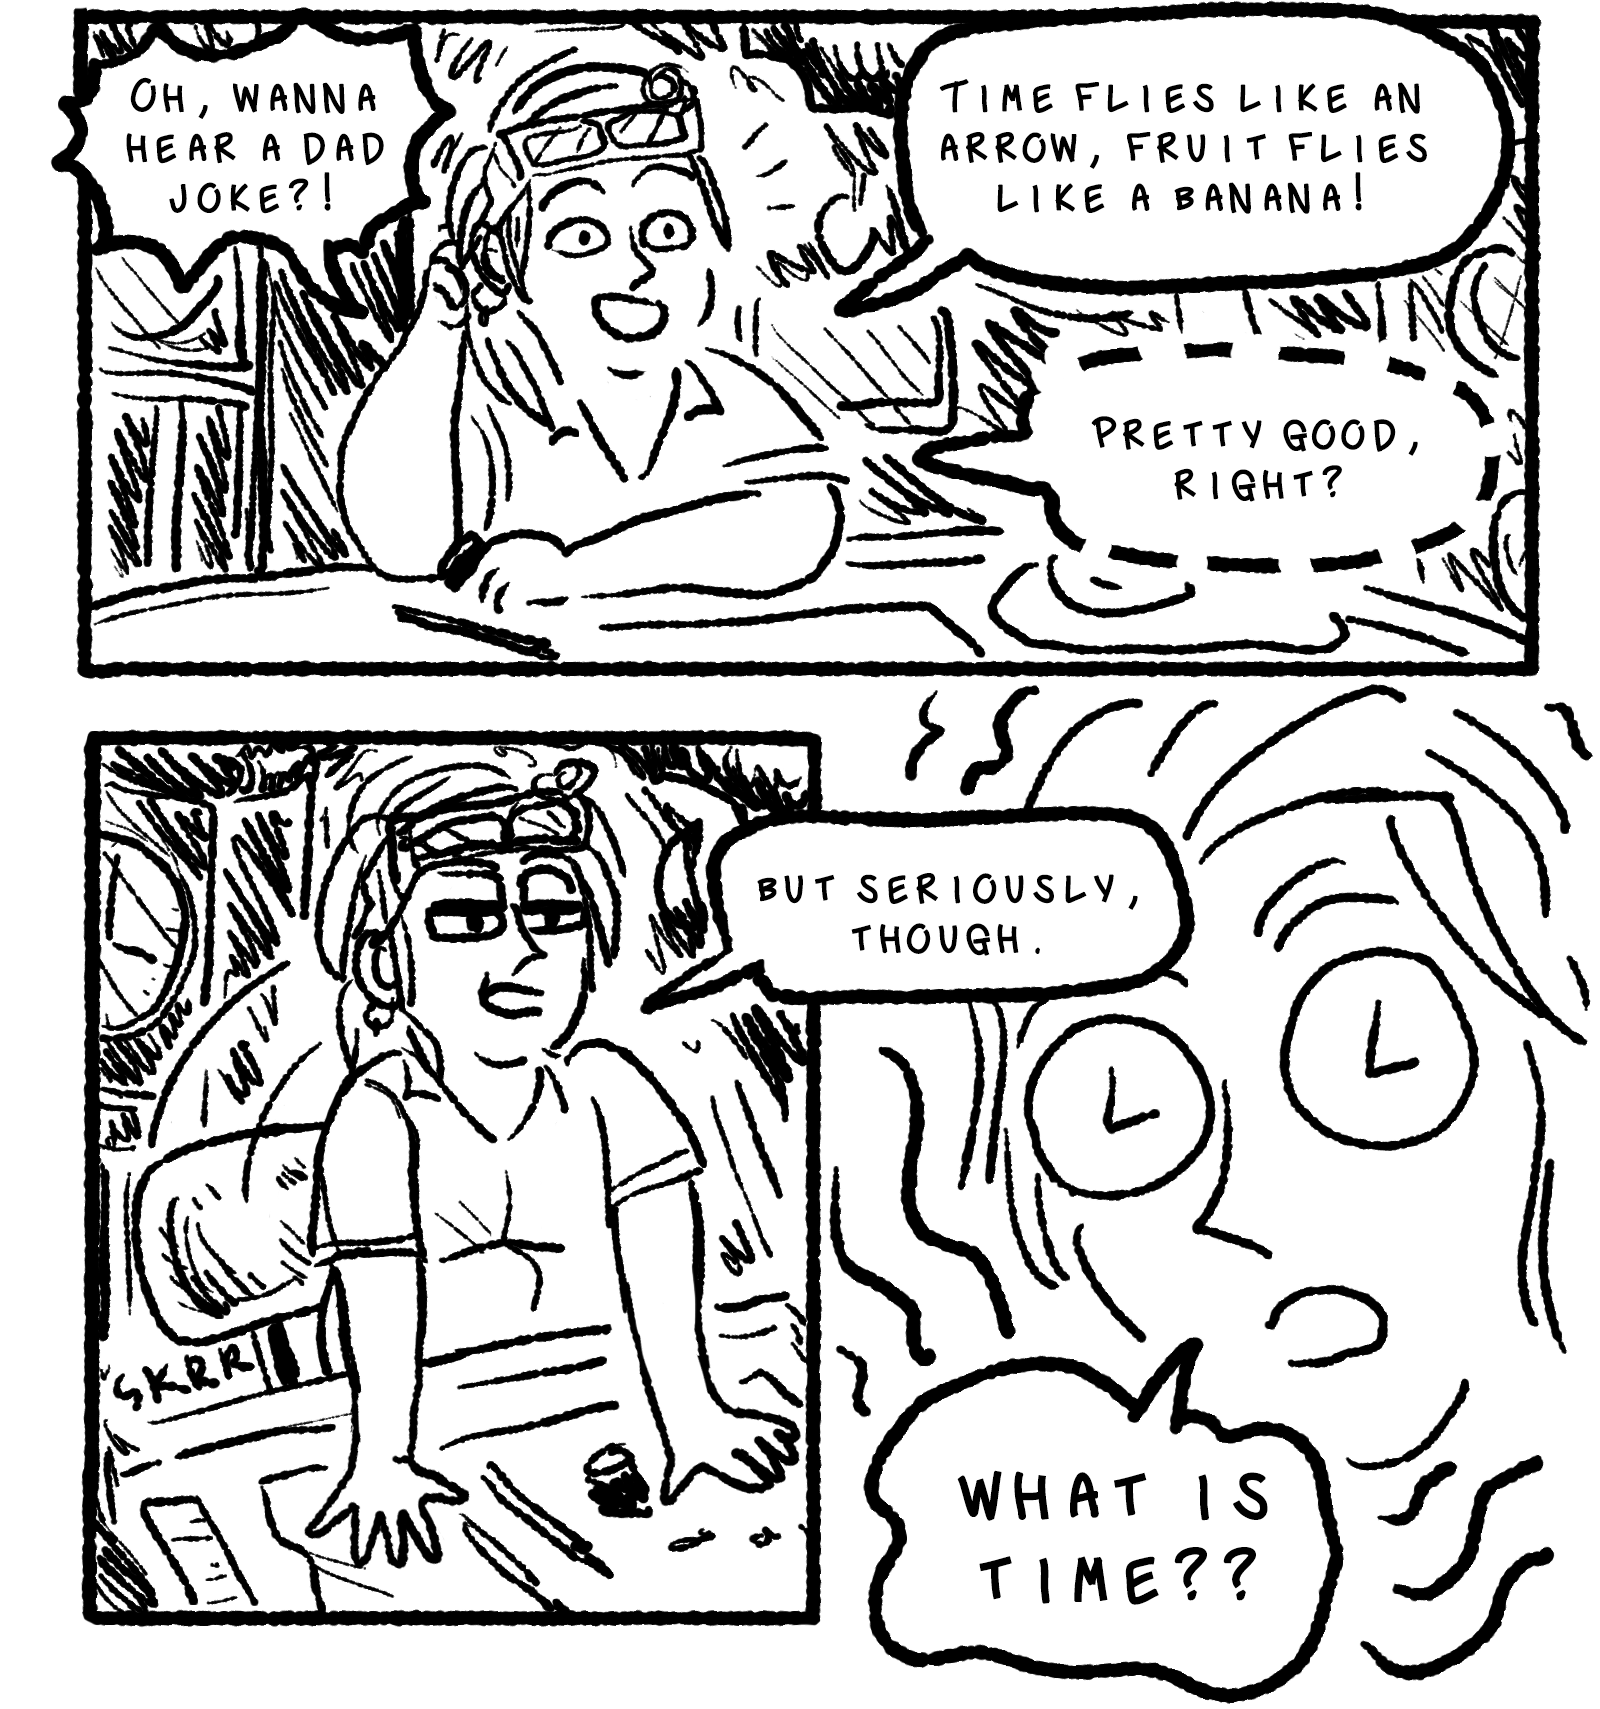 OH, WANNA
HEAR A DAD
JOKE?!
TIME FLIES LIKE AN
ARROW, FRUIT FLIES
LIKE A BANANA!
PRETTY GOOD,
RIGHT?
BUT SERIOUSLY,
THOUGH.
SKRR
WHAT IS
TIME??